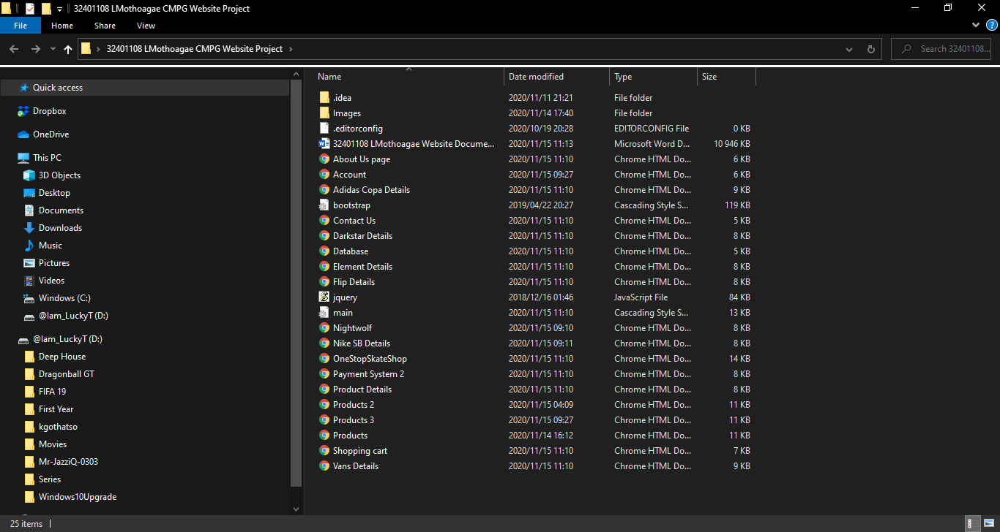 32401108 LMothoagae CMPG Website Project
File Home Share View
32401108 LMothoagae CMPG Website Project
Search 32401108...
Quick access
Dropbox
OneDrive
This PC
3D Objects
Desktop
Documents
Downloads
Music
Pictures
Videos
Windows (C:)
@Iam_LuckyT (D:)
@Iam_LuckyT (D:)
Deep House
Dragonball GT
FIFA 19
First Year
kgothatso
Movies
Mr-JazziQ-0303
Series
Windows10Upgrade
Name Date modified Type Size
.idea 2020/11/11 21:21 File folder
Images 2020/11/14 17:40 File folder
.editorconfig 2020/10/19 20:28 EDITORCONFIG File 0 KB
32401108 LMothoagae Website Docume... 2020/11/15 11:13 Microsoft Word D... 10 946 KB
About Us page 2020/11/15 11:10 Chrome HTML Do... 6 KB
Account 2020/11/15 09:27 Chrome HTML Do... 6 KB
Adidas Copa Details 2020/11/15 11:10 Chrome HTML Do... 9 KB
bootstrap 2019/04/22 20:27 Cascading Style S... 119 KB
Contact Us 2020/11/15 11:10 Chrome HTML Do... 5 KB
Darkstar Details 2020/11/15 11:10 Chrome HTML Do... 8 KB
Database 2020/11/15 11:10 Chrome HTML Do... 5 KB
Element Details 2020/11/15 11:10 Chrome HTML Do... 8 KB
Flip Details 2020/11/15 11:10 Chrome HTML Do... 8 KB
jquery 2018/12/16 01:46 JavaScript File 84 KB
main 2020/11/15 11:10 Cascading Style S... 13 KB
Nightwolf 2020/11/15 09:10 Chrome HTML Do... 8 KB
Nike SB Details 2020/11/15 09:11 Chrome HTML Do... 8 KB
OneStopSkateShop 2020/11/15 11:10 Chrome HTML Do... 14 KB
Payment System 2 2020/11/15 11:10 Chrome HTML Do... 8 KB
Product Details 2020/11/15 11:10 Chrome HTML Do... 8 KB
Products 2 2020/11/15 04:09 Chrome HTML Do... 11 KB
Products 3 2020/11/15 09:27 Chrome HTML Do... 11 KB
Products 2020/11/14 16:12 Chrome HTML Do... 11 KB
Shopping cart 2020/11/15 11:10 Chrome HTML Do... 7 KB
Vans Details 2020/11/15 11:10 Chrome HTML Do... 9 KB
25 items